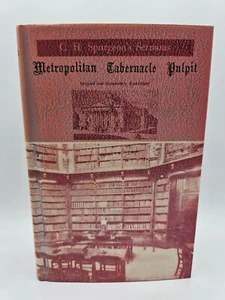 C. H. Spurgeon's Sermons
Metropolitan Tabernacle Pulpit